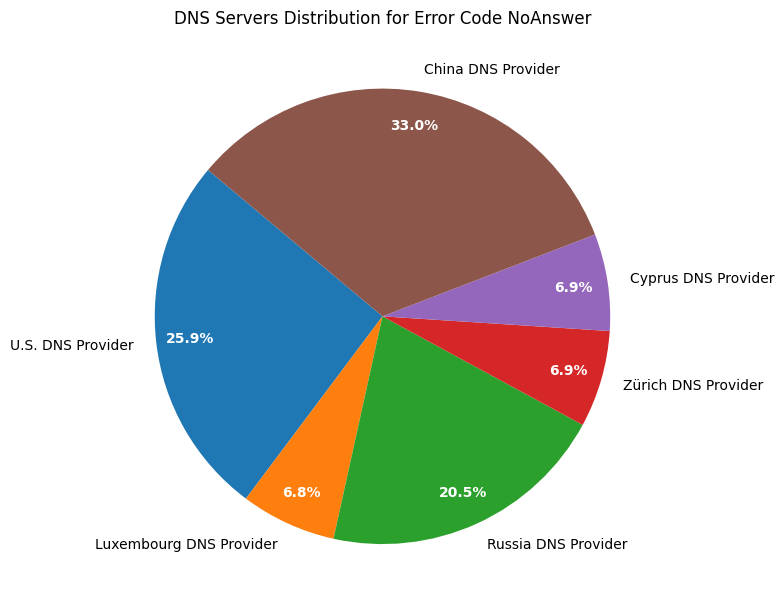 DNS Servers Distribution for Error Code NoAnswer
China DNS Provider
33.0%
Cyprus DNS Provider
6.9%
U.S. DNS Provider
25.9%
Zürich DNS Provider
6.9%
Luxembourg DNS Provider
6.8%
Russia DNS Provider
20.5%